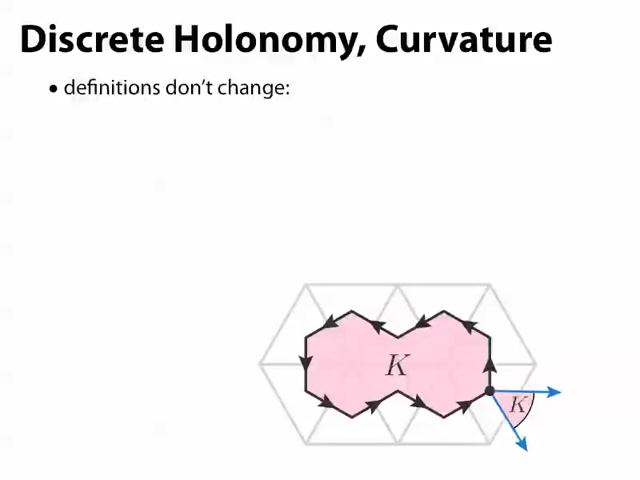 Discrete Holonomy, Curvature
• definitions don't change:
K
K